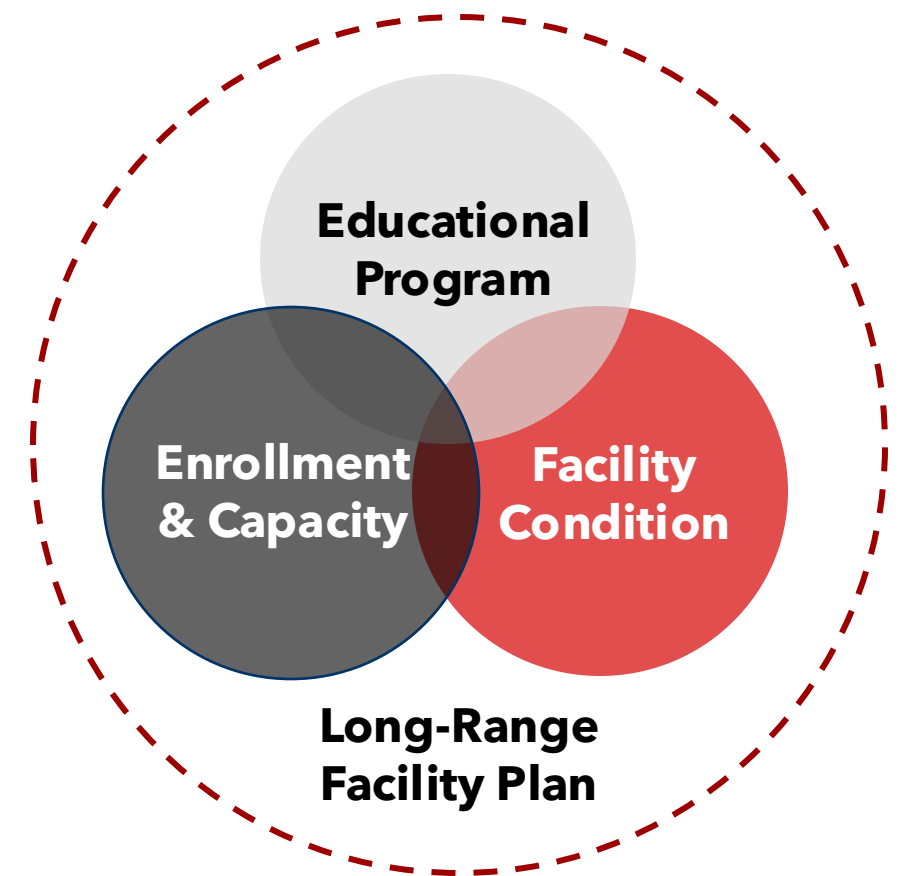 Educational
Program
Enrollment
& Capacity
Facility
Condition
Long-Range
Facility Plan